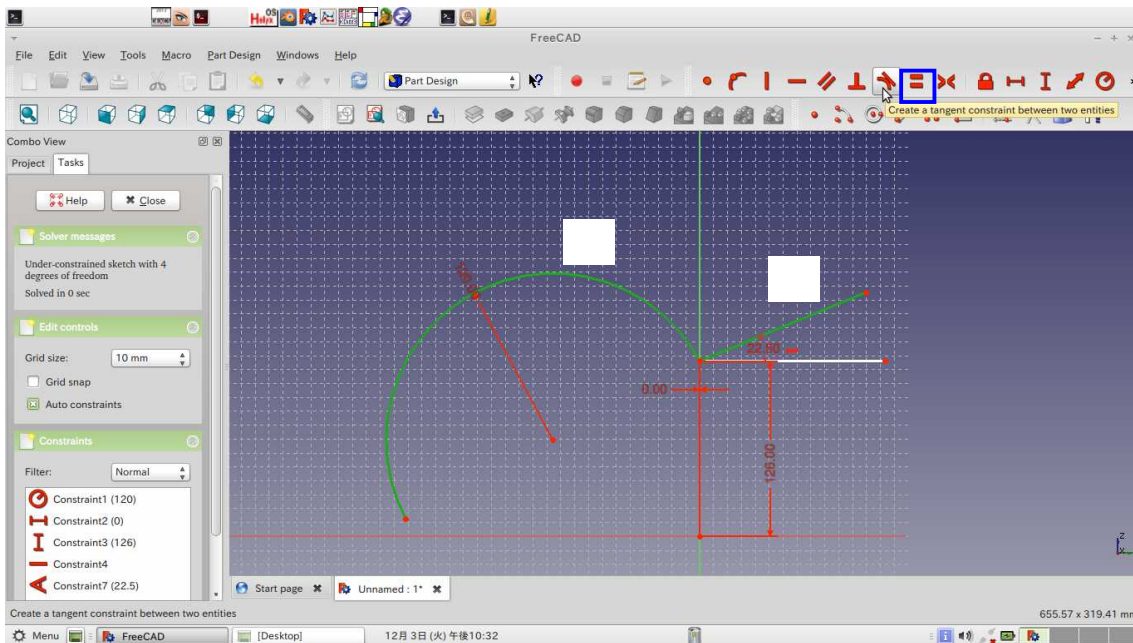 FreeCAD
File Edit View Tools Macro Part Design Windows Help
Part Design
Create a tangent constraint between two entities
Combo View
Project Tasks
Help Close
Solver messages
Under-constrained sketch with 4
degrees of freedom
Solved in 0 sec
Edit controls
Grid size: 10 mm
Grid snap
Auto constraints
Constraints
Filter: Normal
Constraint1 (120)
Constraint2 (0)
Constraint3 (126)
Constraint4
Constraint7 (22.5)
22.50
0.00
126.00
z
x
Start page Unnamed : 1*
Create a tangent constraint between two entities
655.57 x 319.41 mm
Menu FreeCAD [Desktop] 12月 3日 (火) 午後10:32